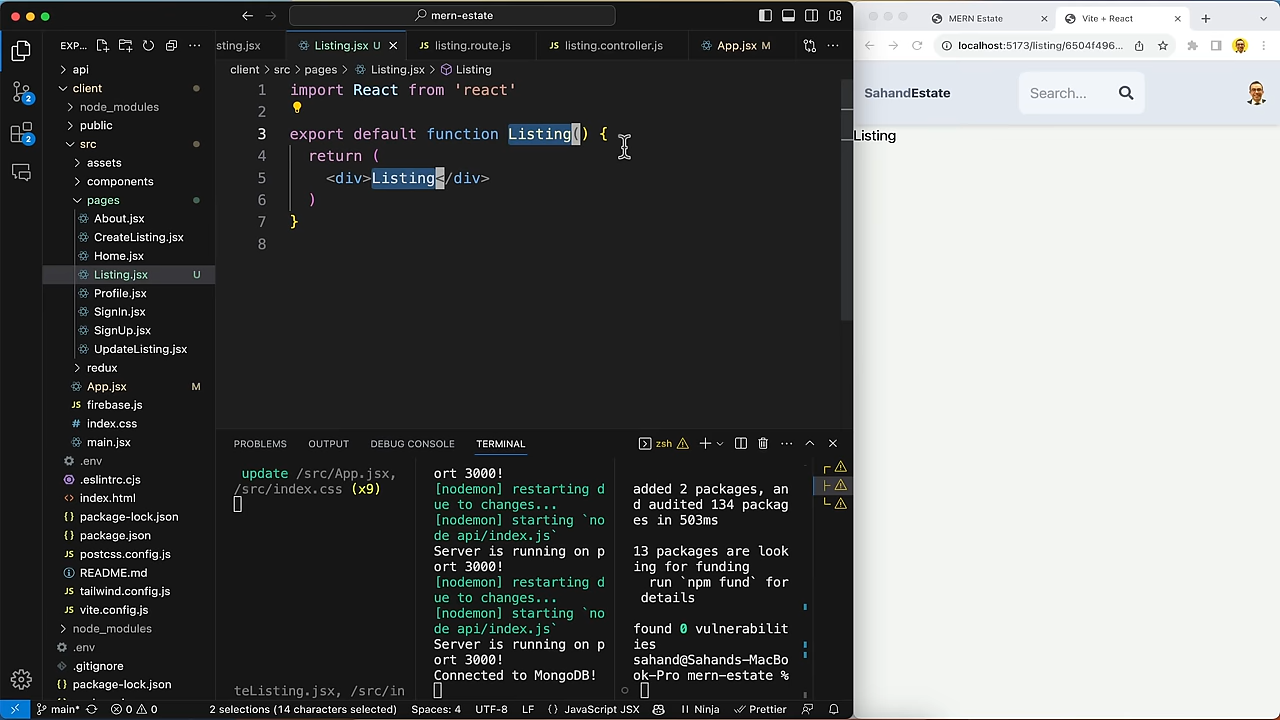 mern-estate
EXP...
sting.jsx
Listing.jsx U
listing.route.js
listing.controller.js
App.jsx M
client > src > pages > Listing.jsx > Listing
api
client
node_modules
public
src
assets
components
pages
About.jsx
CreateListing.jsx
Home.jsx
Listing.jsx U
Profile.jsx
SignIn.jsx
SignUp.jsx
UpdateListing.jsx
redux
App.jsx M
firebase.js
index.css
main.jsx
.env
.eslintrc.cjs
index.html
package-lock.json
package.json
postcss.config.js
README.md
tailwind.config.js
vite.config.js
node_modules
.env
.gitignore
package-lock.json
2
2
1 import React from 'react'
2
3 export default function Listing() {
4 return (
5 <div>Listing</div>
6 )
7 }
8
PROBLEMS OUTPUT DEBUG CONSOLE TERMINAL
zsh
update /src/App.jsx,
/src/index.css (x9)
teListing.jsx, /src/in
ort 3000!
[nodemon] restarting d
ue to changes...
[nodemon] starting `no
de api/index.js`
Server is running on p
ort 3000!
[nodemon] restarting d
ue to changes...
[nodemon] starting `no
de api/index.js`
Server is running on p
ort 3000!
Connected to MongoDB!
added 2 packages, an
d audited 134 packag
es in 503ms
13 packages are look
ing for funding
run `npm fund` for
details
found 0 vulnerabilit
ies
sahand@Sahands-MacBo
ok-Pro mern-estate %
main* 0 0 2 selections (14 characters selected) Spaces: 4 UTF-8 LF {} JavaScript JSX Ninja Prettier
MERN Estate
Vite + React
localhost:5173/listing/6504f496...
SahandEstate
Search...
Listing